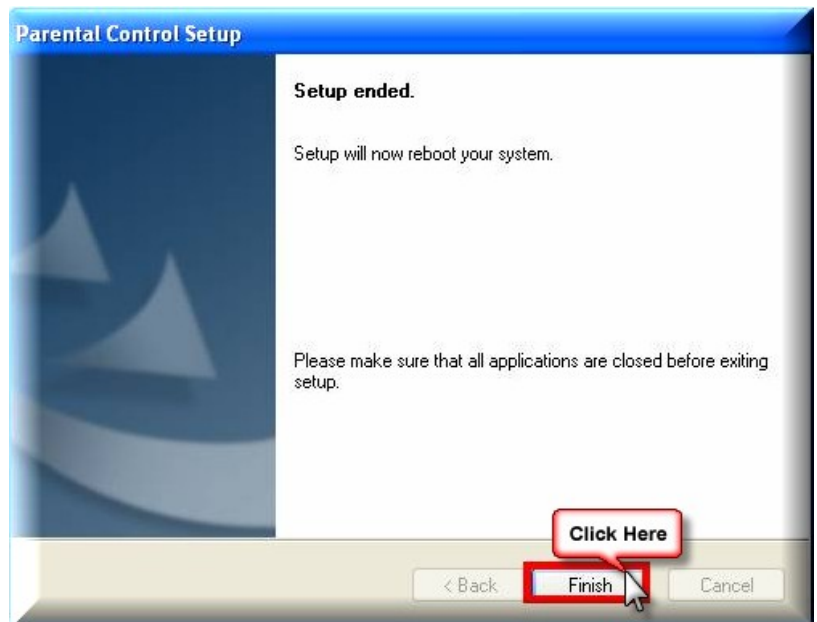 Parental Control Setup
Setup ended.
Setup will now reboot your system.
Please make sure that all applications are closed before exiting
setup.
Click Here
< Back
Finish
Cancel